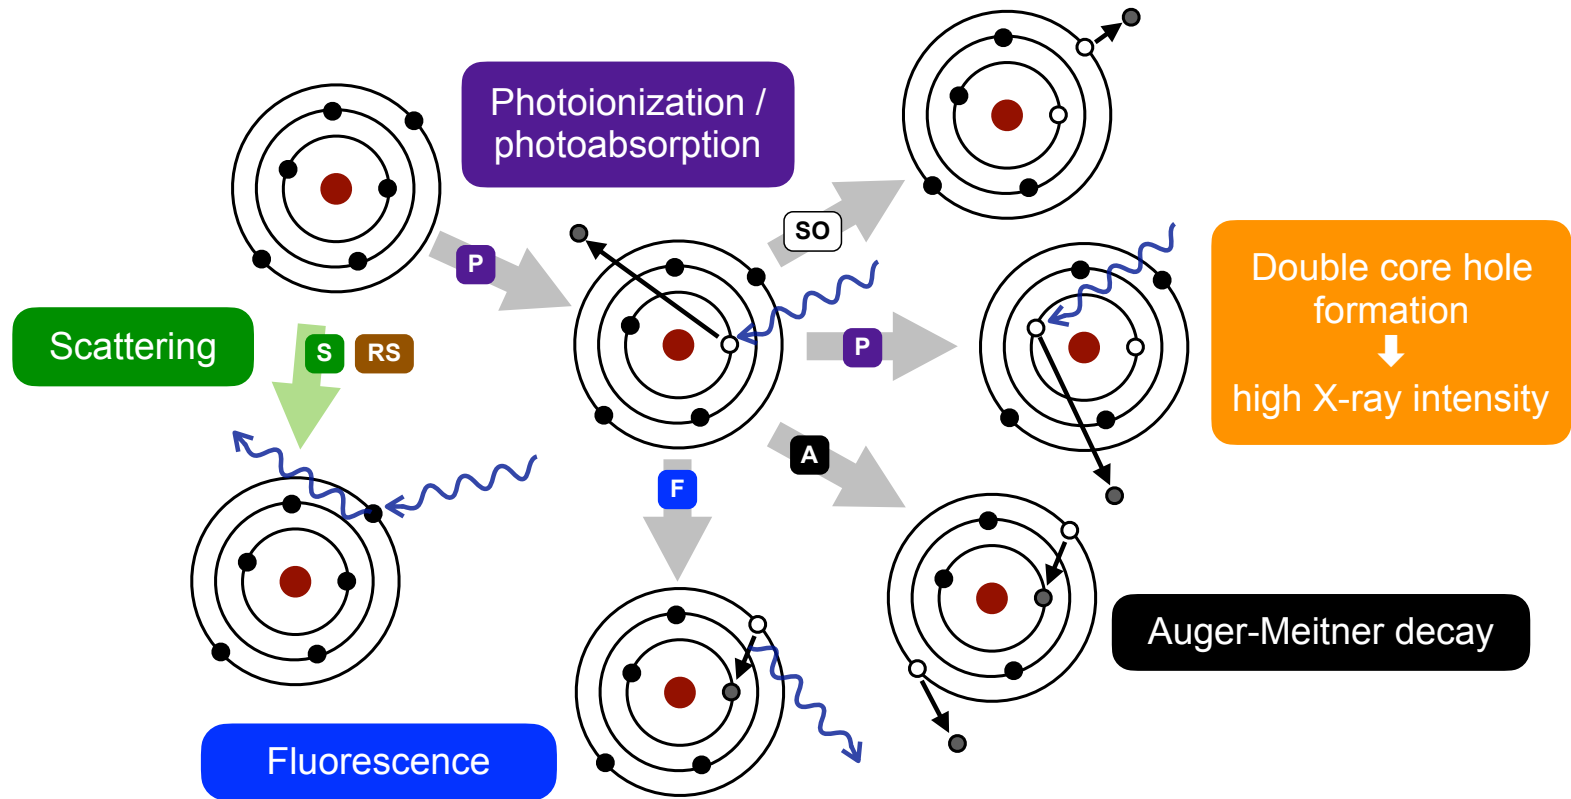 Photoionization /
photoabsorption
SO
P
Double core hole
formation
high X-ray intensity
Scattering
S
RS
P
A
F
Auger-Meitner decay
Fluorescence